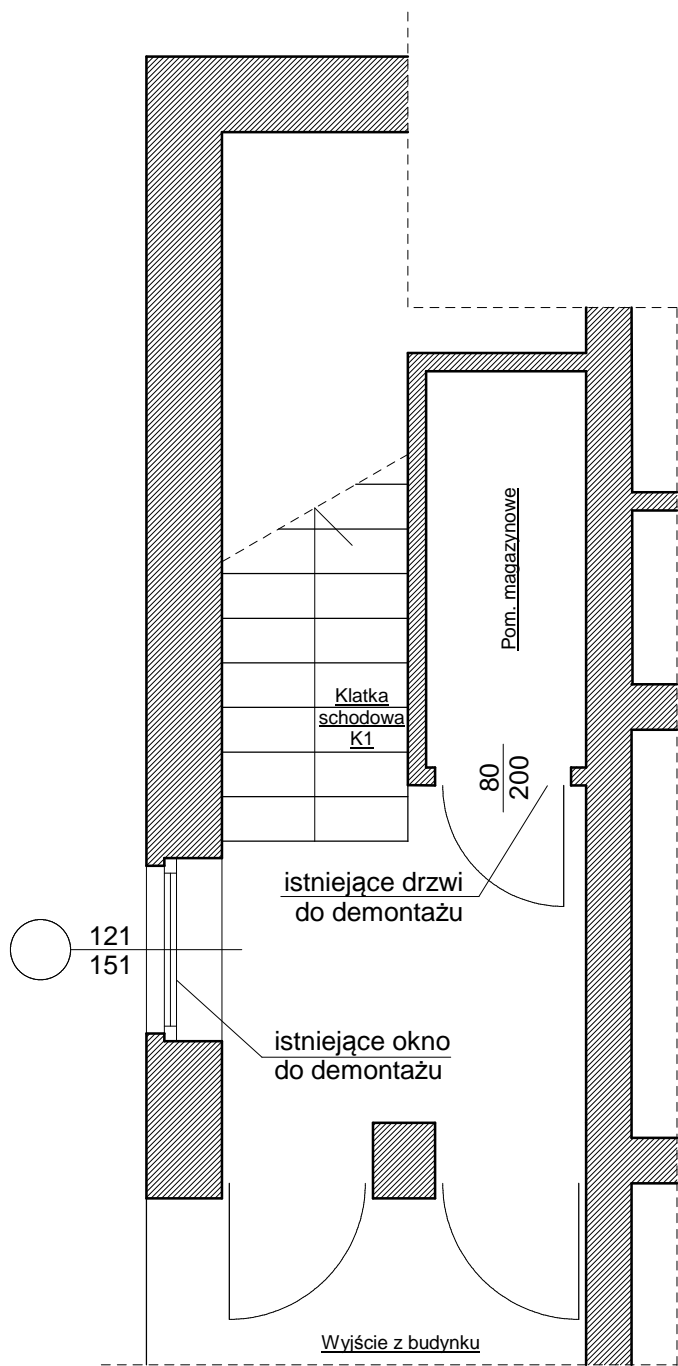 Pom. magazynowe
Klatka
schodowa
K1
80
200
istniejące drzwi
do demontażu
121
151
istniejące okno
do demontażu
Wyjście z budynku